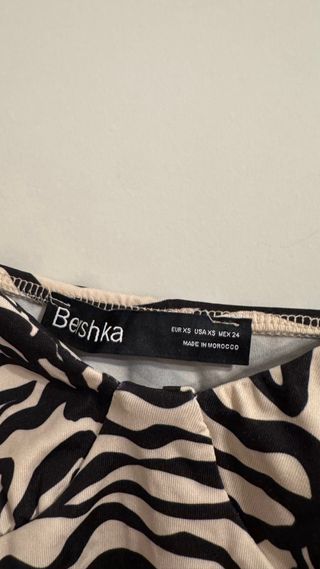 Bershka
EUR XS USA XS MEX 24
MADE IN MOROCCO